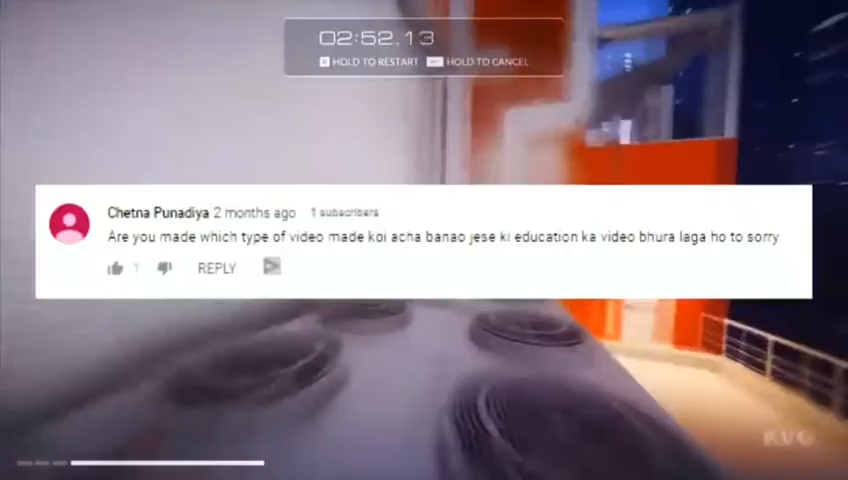 02:52.13
HOLD TO RESTART HOLD TO CANCEL
Chetna Punadiya 2 months ago 1 subscribers
Are you made which type of video made koi acha banao jese ki education ka video bhura laga ho to sorry
1 REPLY
KVG